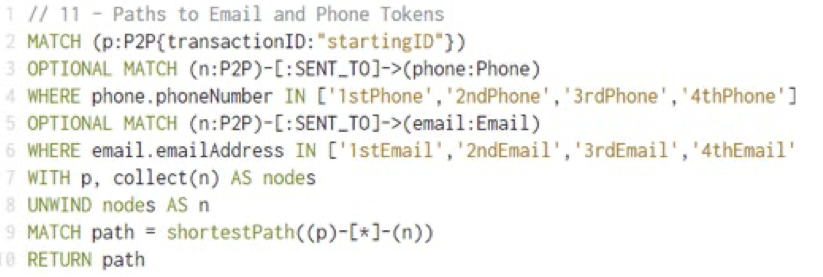 1 // 11 - Paths to Email and Phone Tokens
2 MATCH (p:P2P{transactionID:"startingID"})
3 OPTIONAL MATCH (n:P2P)-[:SENT_TO]->(phone:Phone)
4 WHERE phone.phoneNumber IN ['1stPhone','2ndPhone','3rdPhone','4thPhone']
5 OPTIONAL MATCH (n:P2P)-[:SENT_TO]->(email:Email)
6 WHERE email.emailAddress IN ['1stEmail','2ndEmail','3rdEmail','4thEmail'
7 WITH p, collect(n) AS nodes
8 UNWIND nodes AS n
9 MATCH path = shortestPath((p)-[*]-(n))
10 RETURN path